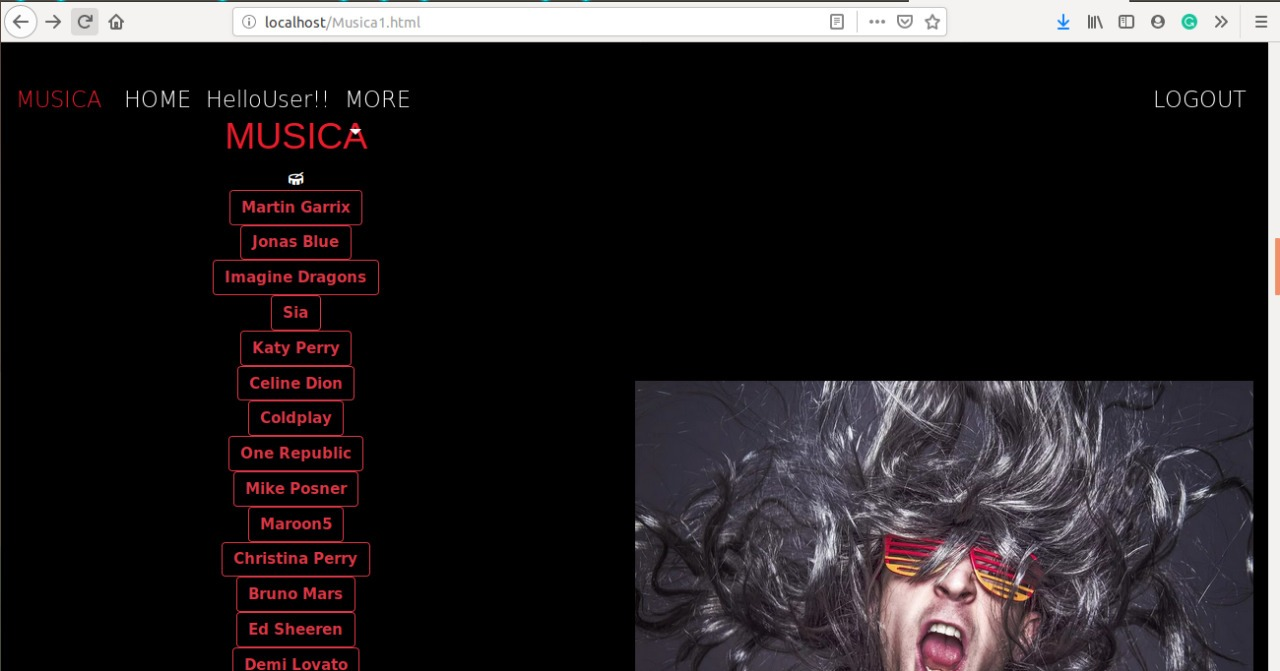 localhost/Musica1.html
MUSICA HOME HelloUser!! MORE LOGOUT
MUSICA
Martin Garrix
Jonas Blue
Imagine Dragons
Sia
Katy Perry
Celine Dion
Coldplay
One Republic
Mike Posner
Maroon5
Christina Perry
Bruno Mars
Ed Sheeren
Demi Lovato